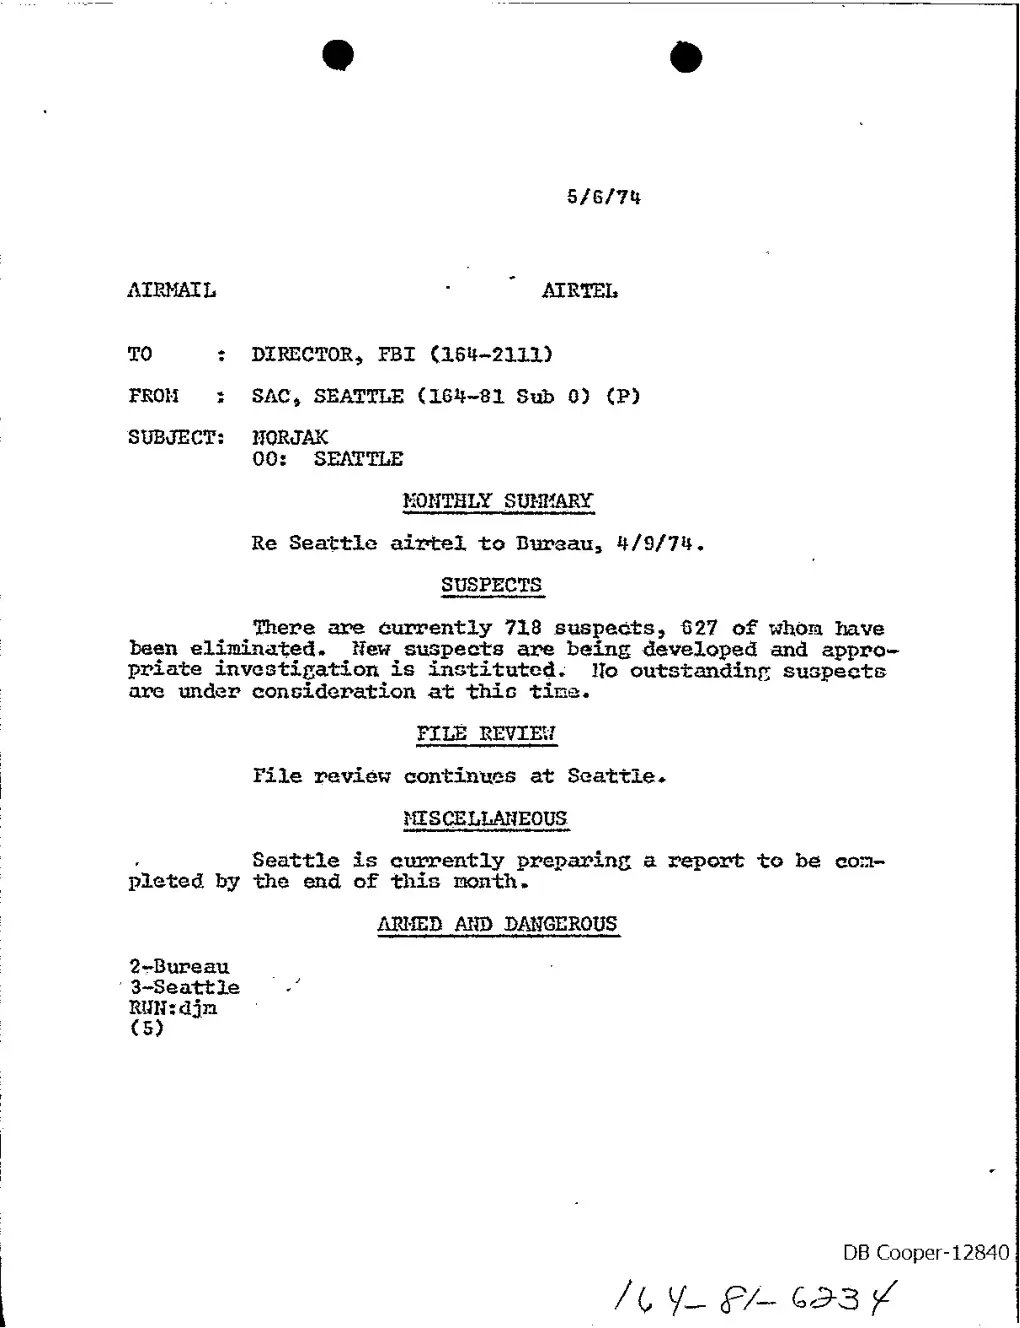 5/6/74
AIRMAIL AIRTEL
TO : DIRECTOR, FBI (164-2111)
FROM : SAC, SEATTLE (164-81 Sub 0) (P)
SUBJECT: NORJAK
OO: SEATTLE
MONTHLY SUMMARY
Re Seattle airtel to Bureau, 4/9/74.
SUSPECTS
There are currently 718 suspects, 627 of whom have
been eliminated. New suspects are being developed and appro-
priate investigation is instituted. No outstanding suspects
are under consideration at this time.
FILE REVIEW
File review continues at Seattle.
MISCELLANEOUS
Seattle is currently preparing a report to be com-
pleted by the end of this month.
ARMED AND DANGEROUS
2-Bureau
3-Seattle
RUN:djm
(5)
DB Cooper-12840
164-81-6234